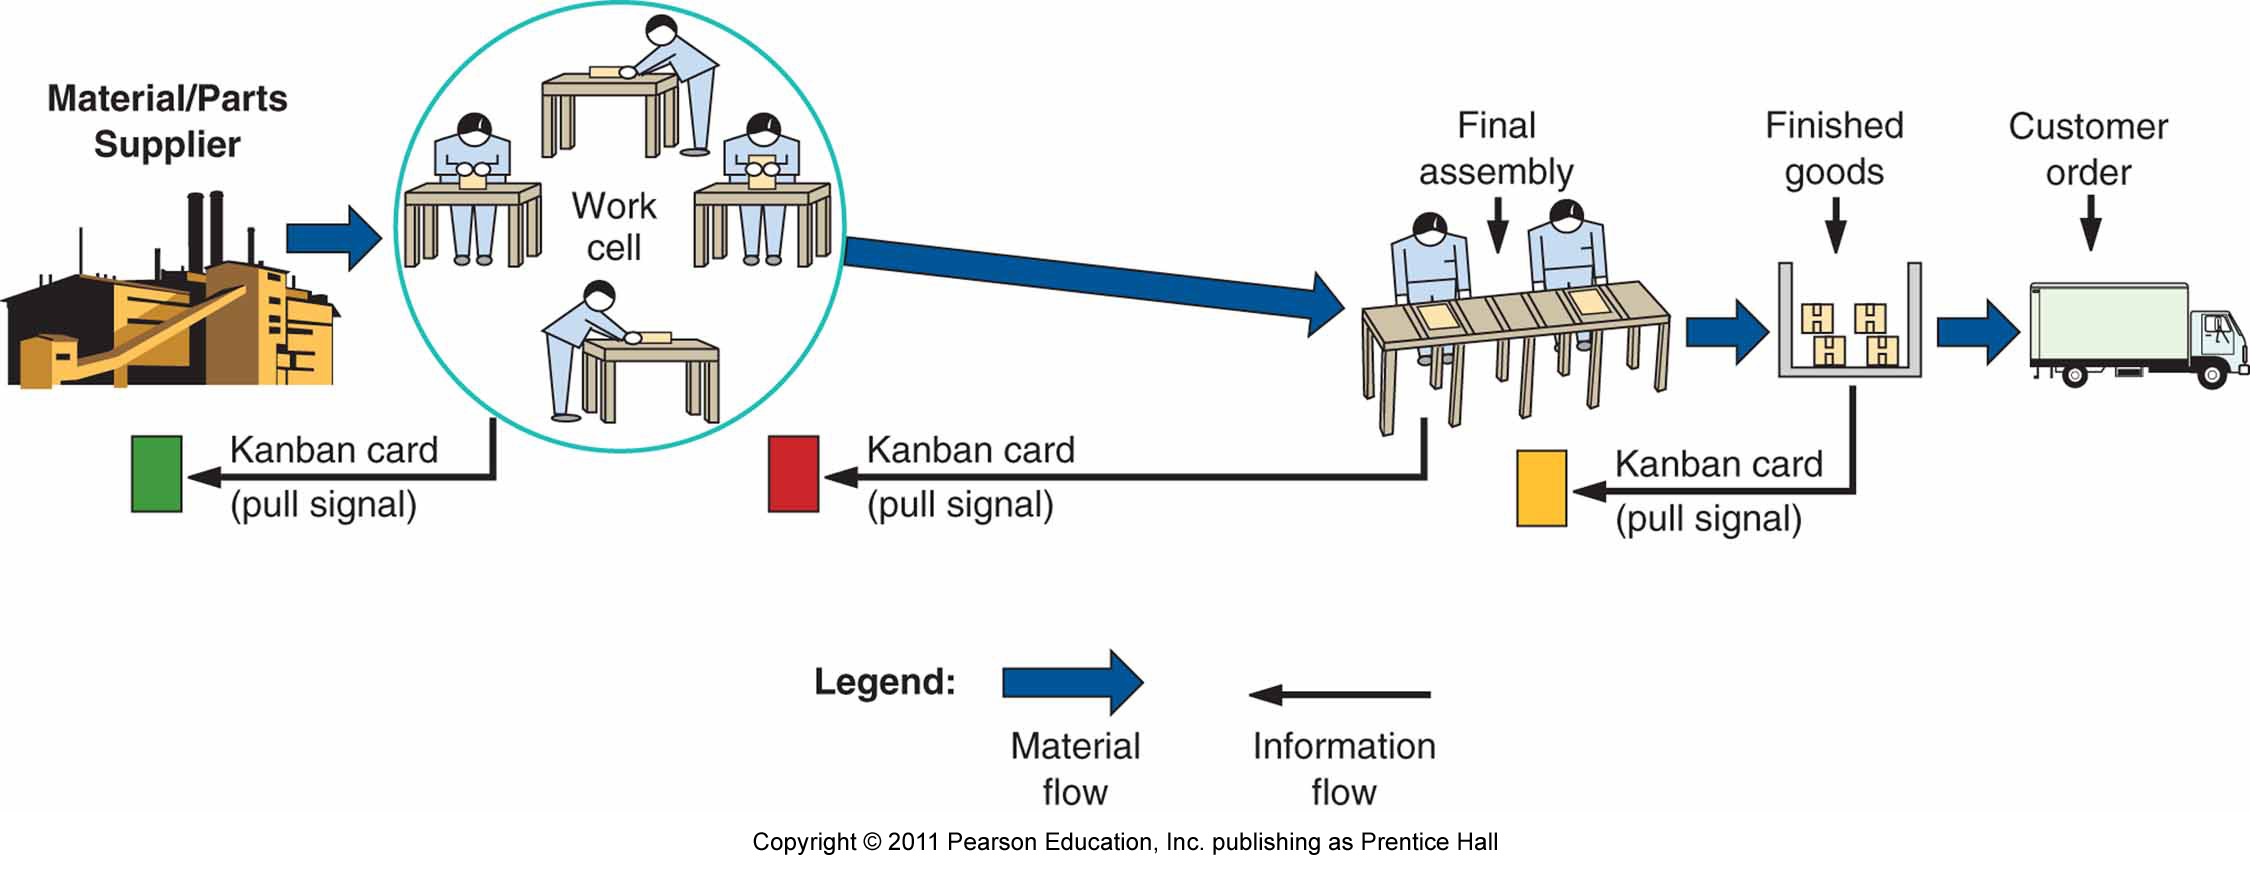 Material/Parts
Supplier
Work
cell
Final
assembly
Finished
goods
Customer
order
Kanban card
(pull signal)
Kanban card
(pull signal)
Kanban card
(pull signal)
Legend:
Material
flow
Information
flow
Copyright © 2011 Pearson Education, Inc. publishing as Prentice Hall